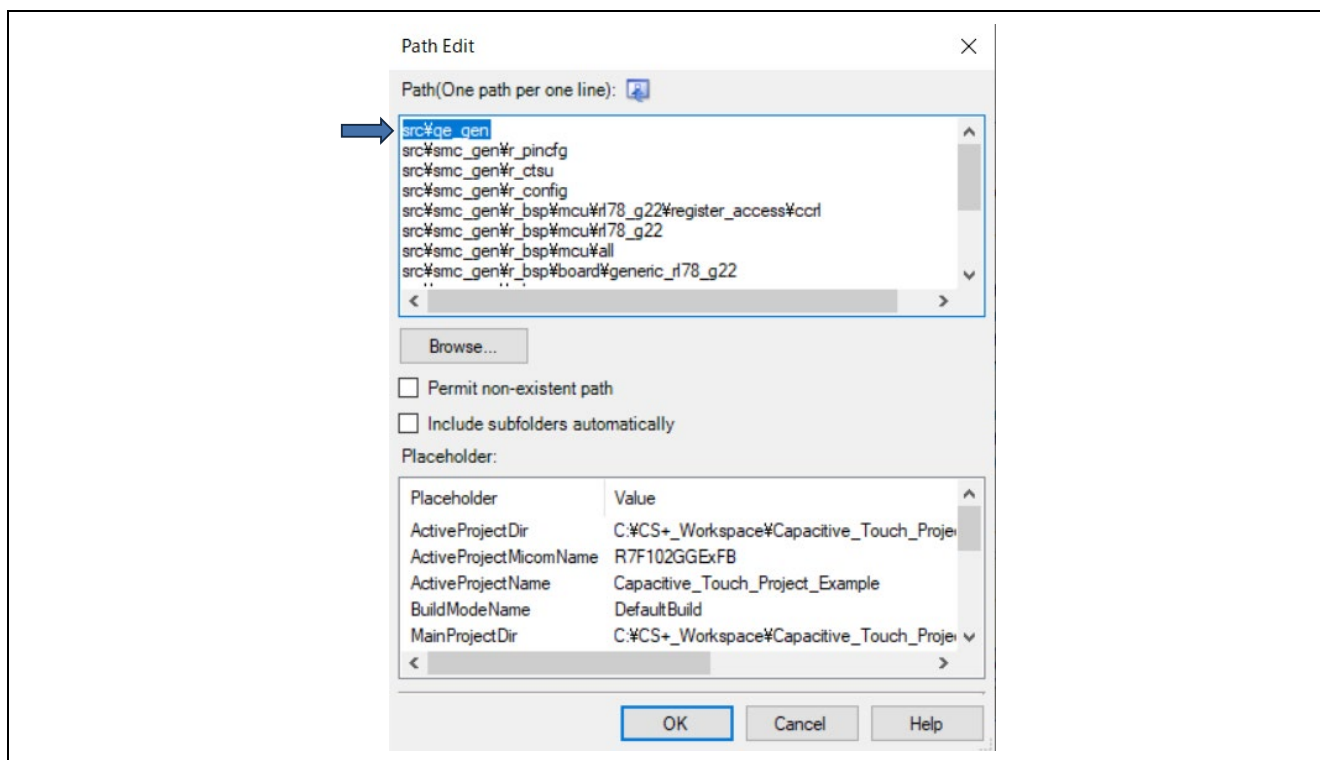 Path Edit
Path(One path per one line):
src¥qe_gen
src¥smc_gen¥r_pincfg
src¥smc_gen¥r_ctsu
src¥smc_gen¥r_config
src¥smc_gen¥r_bsp¥mcu¥rl78_g22¥register_access¥ccrl
src¥smc_gen¥r_bsp¥mcu¥rl78_g22
src¥smc_gen¥r_bsp¥mcu¥all
src¥smc_gen¥r_bsp¥board¥generic_rl78_g22
Browse...
Permit non-existent path
Include subfolders automatically
Placeholder:
Placeholder Value
ActiveProjectDir C:¥CS+_Workspace¥Capacitive_Touch_Proje
ActiveProjectMicomName R7F102GGExFB
ActiveProjectName Capacitive_Touch_Project_Example
BuildModeName DefaultBuild
MainProjectDir C:¥CS+_Workspace¥Capacitive_Touch_Proje
OK Cancel Help